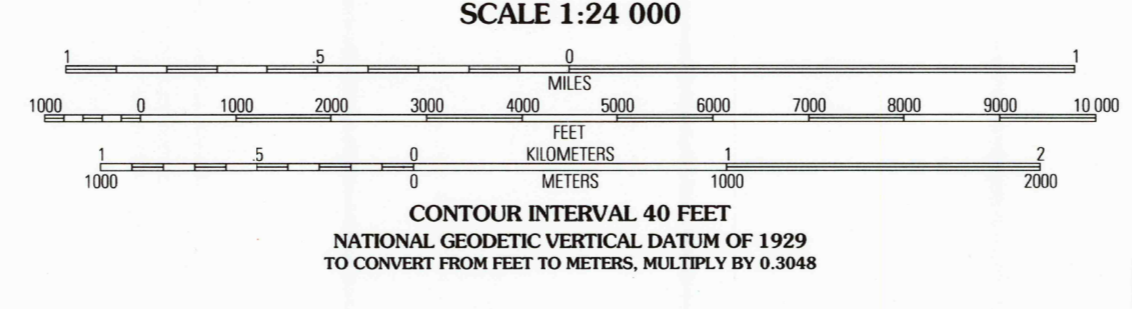 SCALE 1:24 000
1 .5 0 1
MILES
1000 0 1000 2000 3000 4000 5000 6000 7000 8000 9000 10 000
FEET
1 .5 0 KILOMETERS 1 2
1000 0 METERS 1000 2000
CONTOUR INTERVAL 40 FEET
NATIONAL GEODETIC VERTICAL DATUM OF 1929
TO CONVERT FROM FEET TO METERS, MULTIPLY BY 0.3048